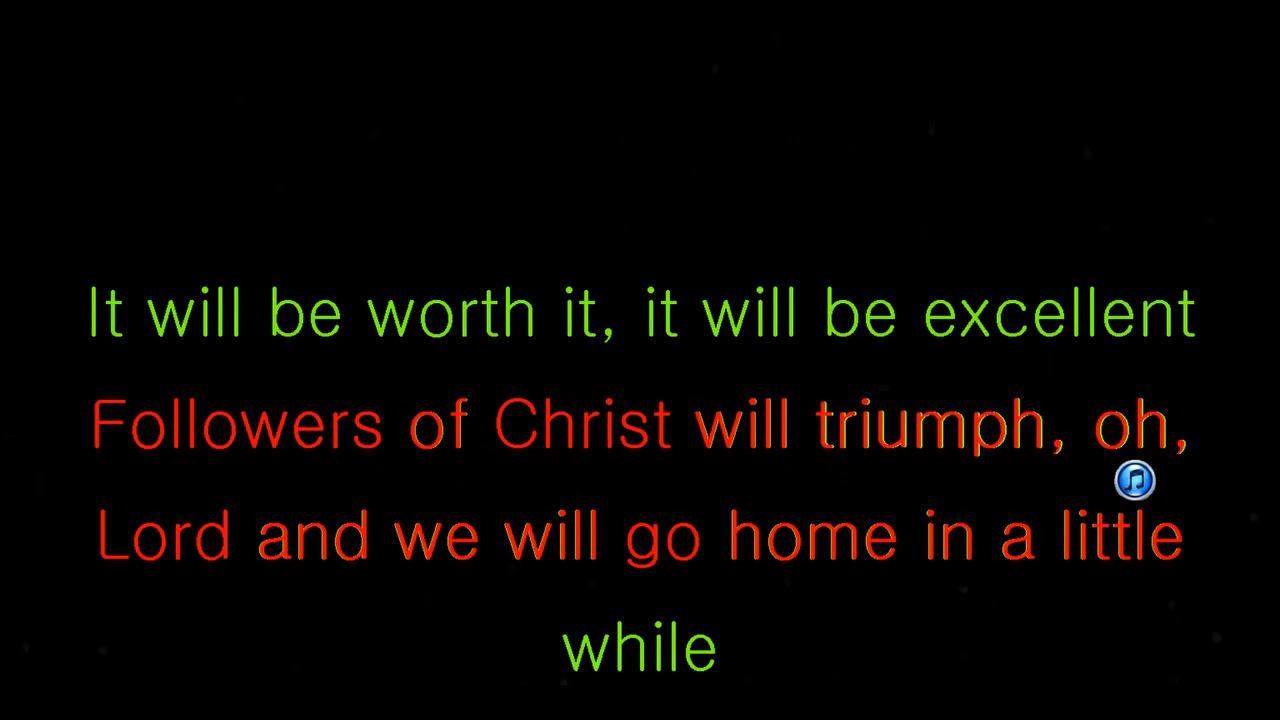 It will be worth it, it will be excellent
Followers of Christ will triumph, oh,
Lord and we will go home in a little
while